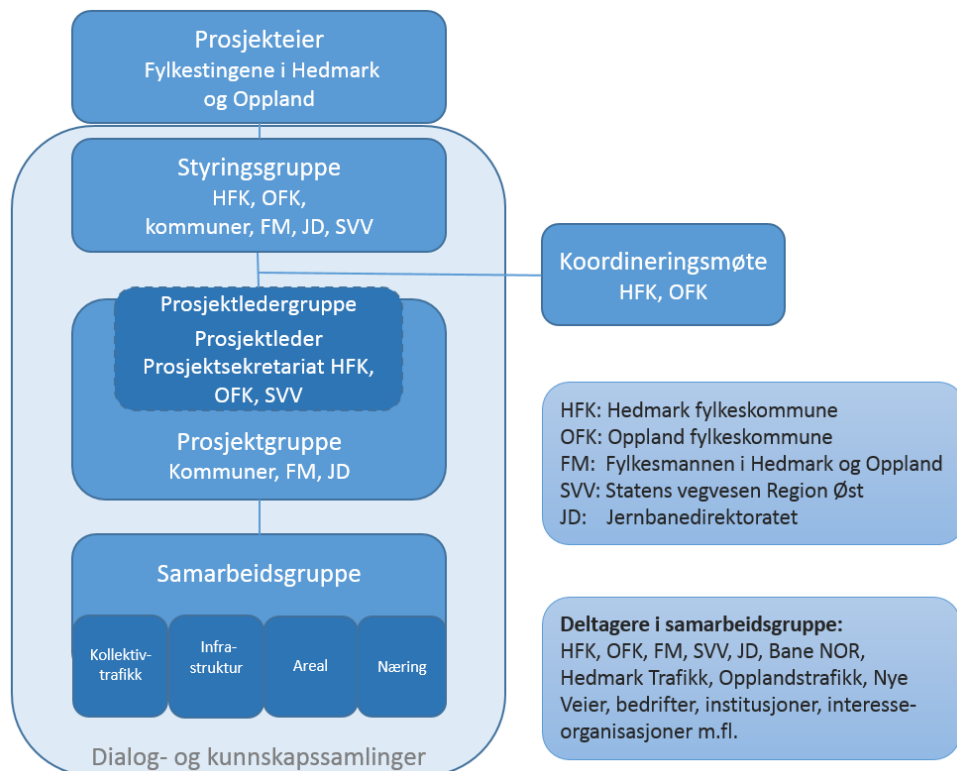 Prosjekteier
Fylkestingene i Hedmark
og Oppland
Styringsgruppe
HFK, OFK,
kommuner, FM, JD, SVV
Koordineringsmøte
HFK, OFK
Prosjektledergruppe
Prosjektleder
Prosjektsekretariat HFK,
OFK, SVV
Prosjektgruppe
Kommuner, FM, JD
HFK: Hedmark fylkeskommune
OFK: Oppland fylkeskommune
FM: Fylkesmannen i Hedmark og Oppland
SVV: Statens vegvesen Region Øst
JD: Jernbanedirektoratet
Samarbeidsgruppe
Kollektiv-
trafikk
Infra-
struktur
Areal
Næring
Deltagere i samarbeidsgruppe:
HFK, OFK, FM, SVV, JD, Bane NOR,
Hedmark Trafikk, Opplandstrafikk, Nye
Veier, bedrifter, institusjoner, interesse-
organisasjoner m.fl.
Dialog- og kunnskapssamlinger